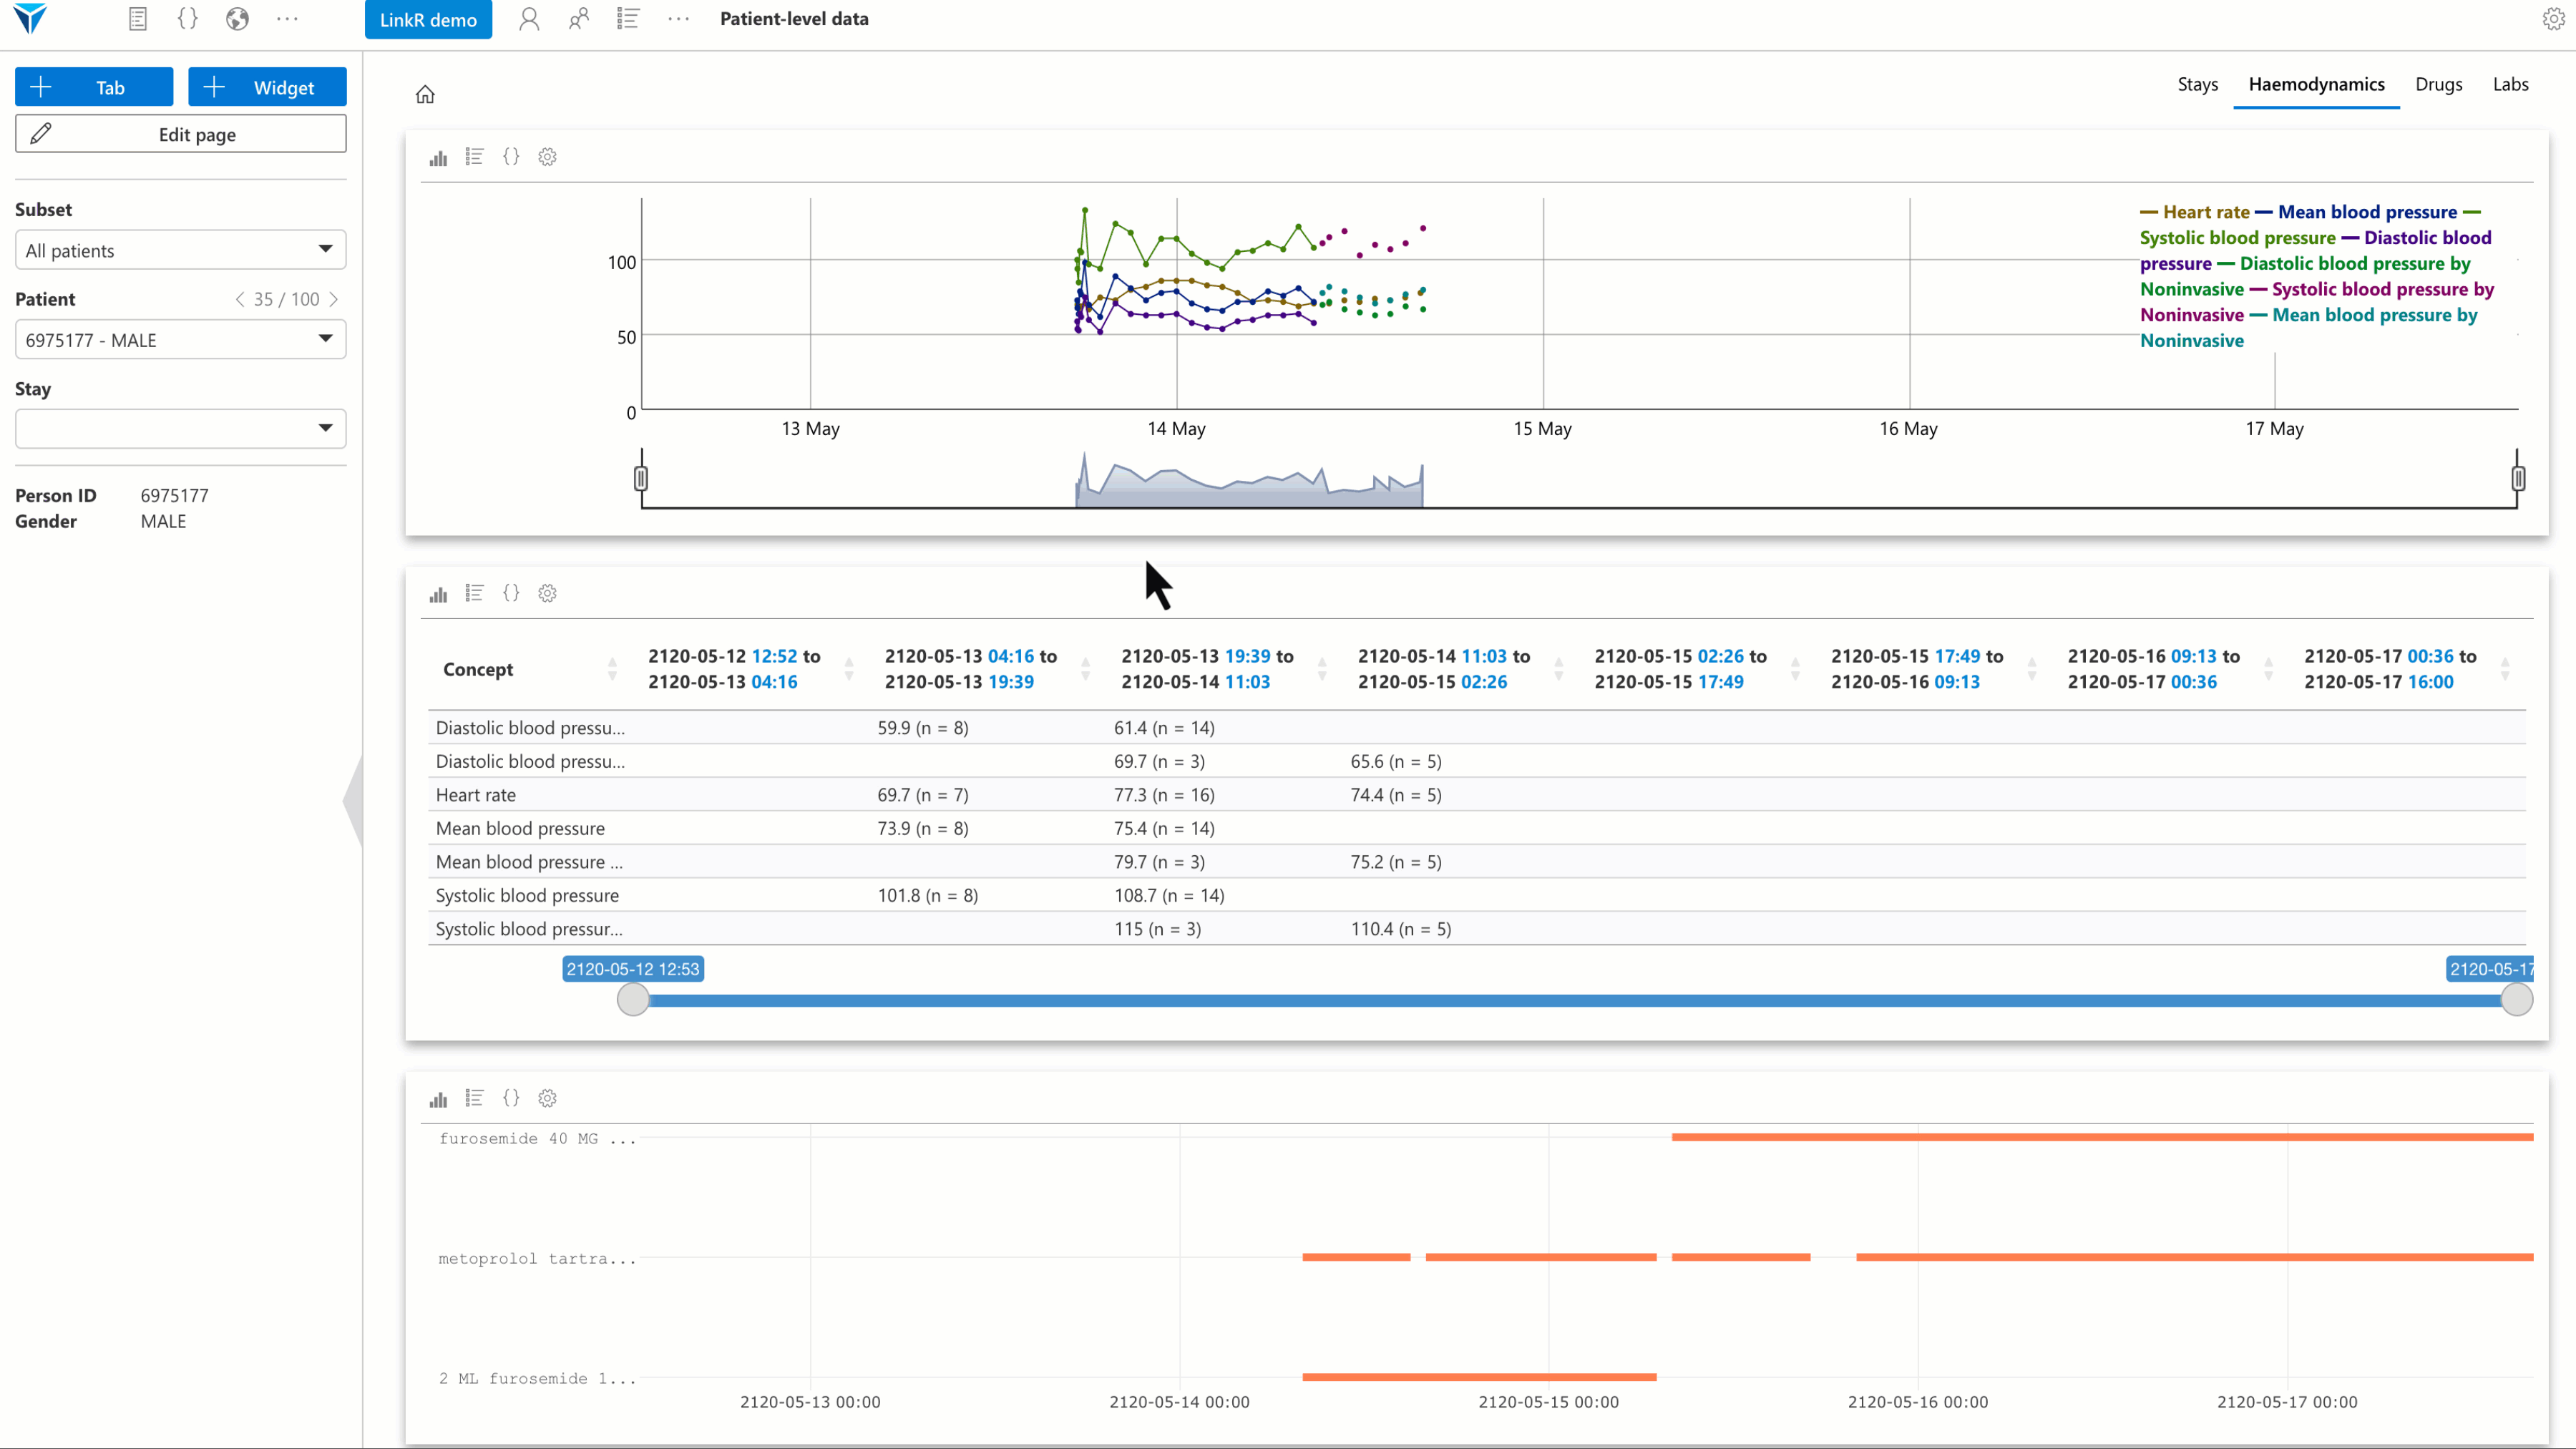 LinkR demo
Patient-level data
Tab
Widget
Edit page
Subset
All patients
Patient
35 / 100
6975177 - MALE
Stay
Person ID 6975177
Gender MALE
Stays Haemodynamics Drugs Labs
Heart rate Mean blood pressure
Systolic blood pressure Diastolic blood
pressure Diastolic blood pressure by
Noninvasive Systolic blood pressure by
Noninvasive Mean blood pressure by
Noninvasive
100
50
0
13 May 14 May 15 May 16 May 17 May
Concept
2120-05-12 12:52 to
2120-05-13 04:16
2120-05-13 04:16 to
2120-05-13 19:39
2120-05-13 19:39 to
2120-05-14 11:03
2120-05-14 11:03 to
2120-05-15 02:26
2120-05-15 02:26 to
2120-05-15 17:49
2120-05-15 17:49 to
2120-05-16 09:13
2120-05-16 09:13 to
2120-05-17 00:36
2120-05-17 00:36 to
2120-05-17 16:00
Diastolic blood pressu... 59.9 (n = 8) 61.4 (n = 14)
Diastolic blood pressu... 69.7 (n = 3) 65.6 (n = 5)
Heart rate 69.7 (n = 7) 77.3 (n = 16) 74.4 (n = 5)
Mean blood pressure 73.9 (n = 8) 75.4 (n = 14)
Mean blood pressure ... 79.7 (n = 3) 75.2 (n = 5)
Systolic blood pressure 101.8 (n = 8) 108.7 (n = 14)
Systolic blood pressur... 115 (n = 3) 110.4 (n = 5)
2120-05-12 12:53
2120-05-17
furosemide 40 MG ...
metoprolol tartra...
2 ML furosemide 1...
2120-05-13 00:00 2120-05-14 00:00 2120-05-15 00:00 2120-05-16 00:00 2120-05-17 00:00